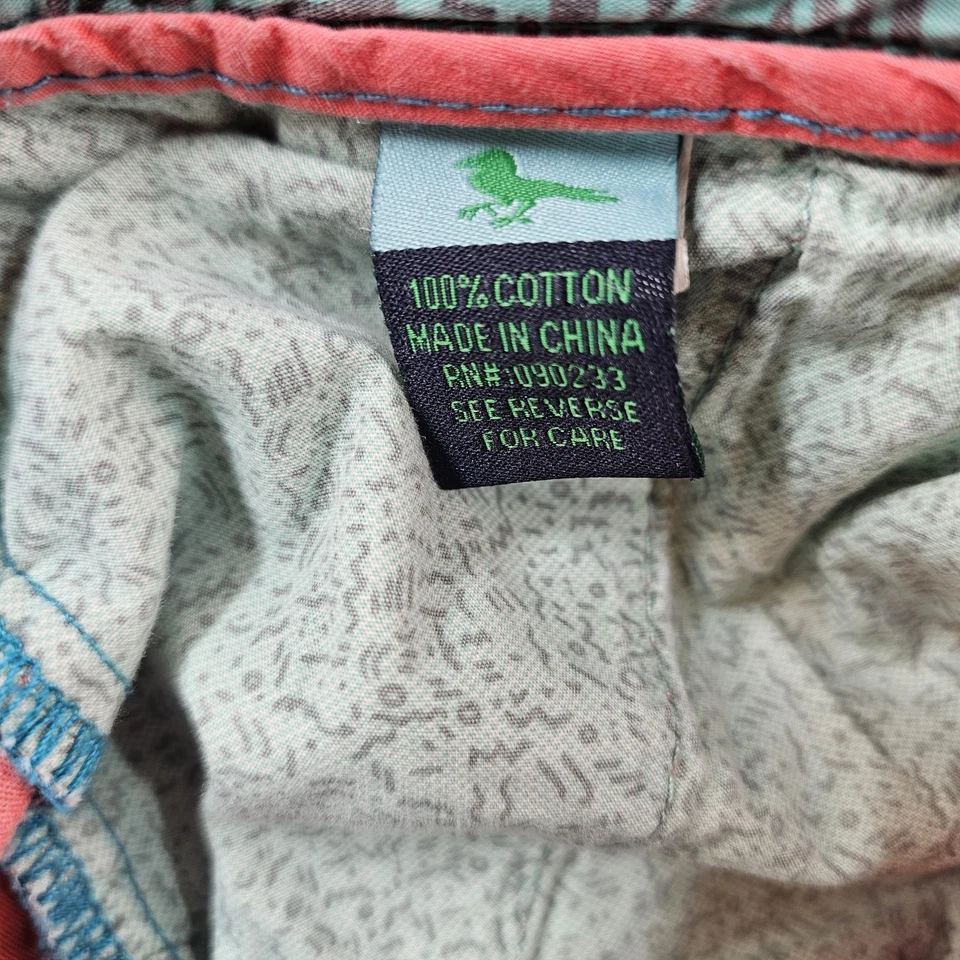 100% COTTON
MADE IN CHINA
RN#:090233
SEE REVERSE
FOR CARE